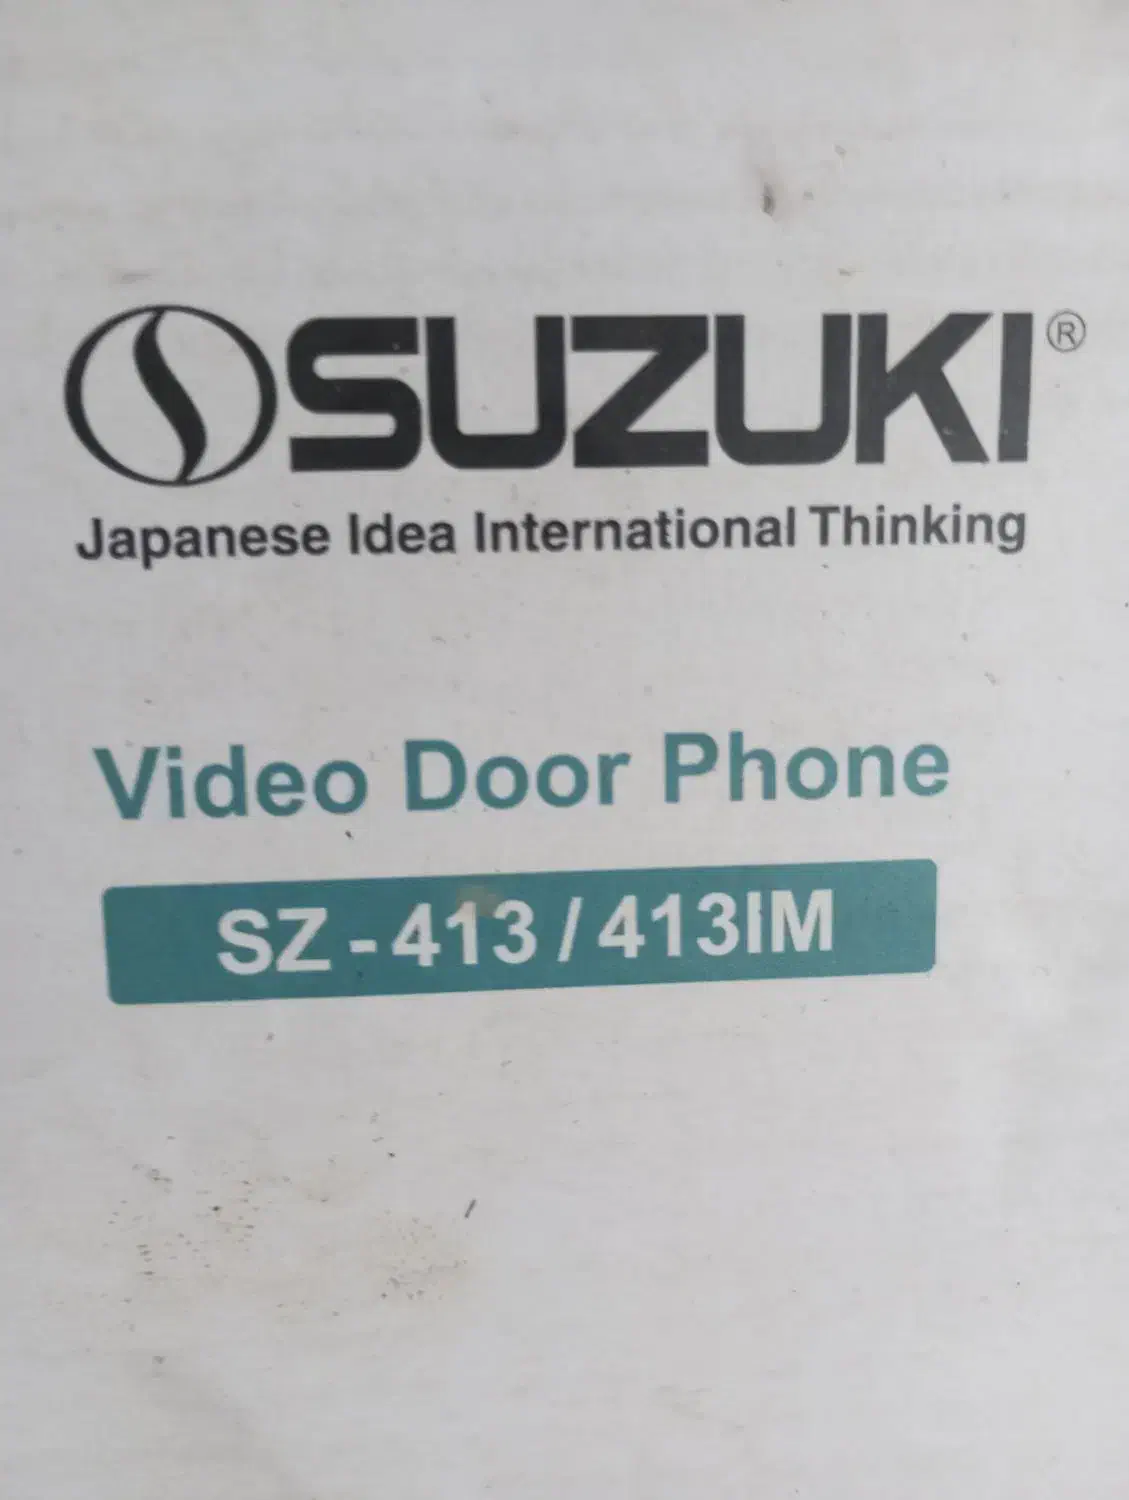 SUZUKI®
Japanese Idea International Thinking
Video Door Phone
SZ - 413 / 413IM